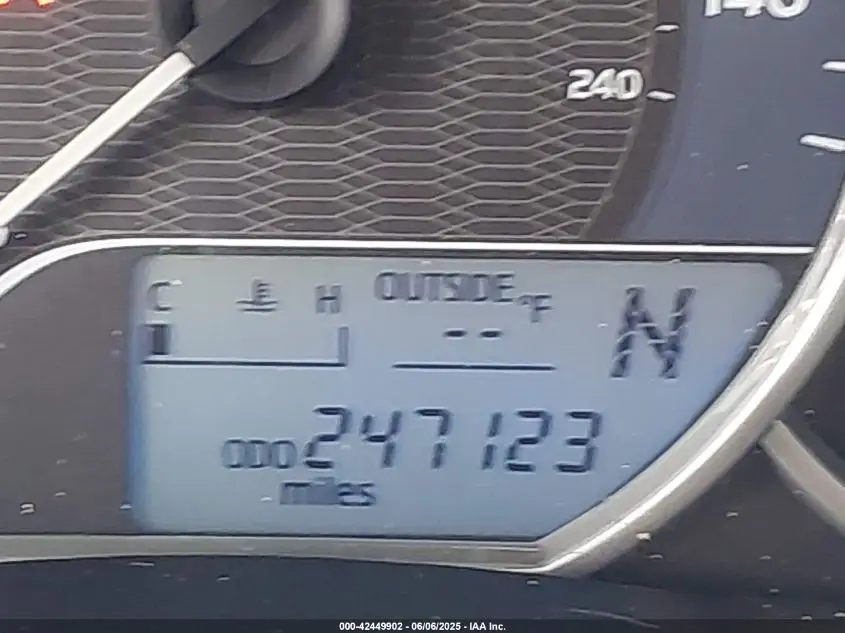 140
240
C H OUTSIDE °F
-- N
ODO 247123
miles
000-42449902 - 06/06/2025 - IAA Inc.